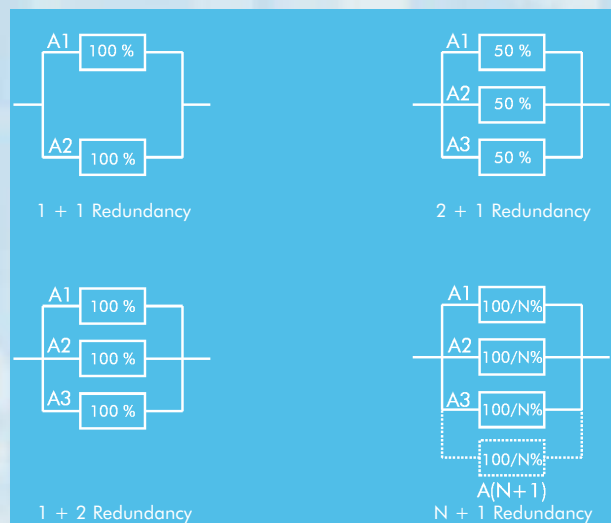 A1
100 %
A2
100 %
1 + 1 Redundancy
A1
50 %
A2
50 %
A3
50 %
2 + 1 Redundancy
A1
100 %
A2
100 %
A3
100 %
1 + 2 Redundancy
A1
100/N%
A2
100/N%
A3
100/N%
100/N%
A(N+1)
N + 1 Redundancy